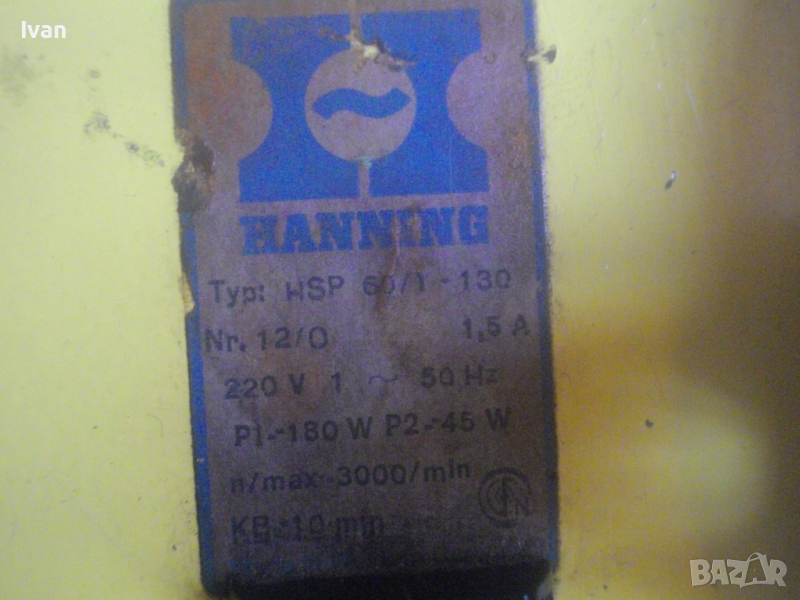 Ivan
HANNING
Typ: HSP 60/1-130
Nr. 12/0 1,5 A
220 V 1 ~ 50 Hz
P1-180 W P2-45 W
n/max-3000/min
KB-10 min
BAZAR